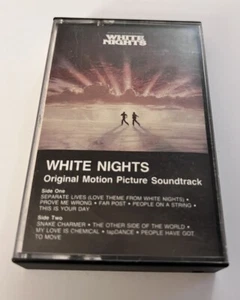 WHITE
NIGHTS
WHITE NIGHTS
Original Motion Picture Soundtrack
Side One
SEPARATE LIVES (LOVE THEME FROM WHITE NIGHTS) •
PROVE ME WRONG • FAR POST • PEOPLE ON A STRING •
THIS IS YOUR DAY
Side Two
SNAKE CHARMER • THE OTHER SIDE OF THE WORLD •
MY LOVE IS CHEMICAL • tapDANCE • PEOPLE HAVE GOT
TO MOVE